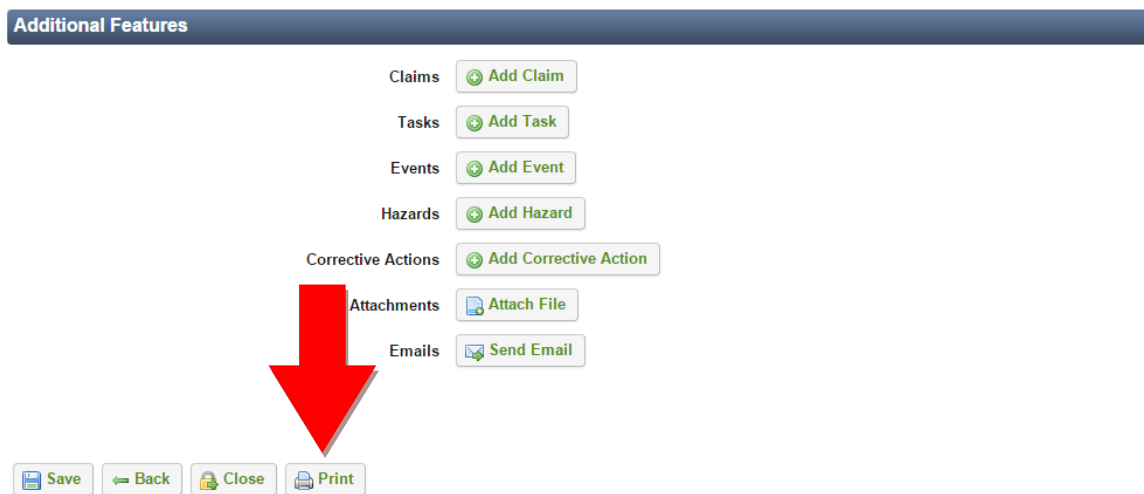 Additional Features
Claims Add Claim
Tasks Add Task
Events Add Event
Hazards Add Hazard
Corrective Actions Add Corrective Action
Attachments Attach File
Emails Send Email
Save Back Close Print